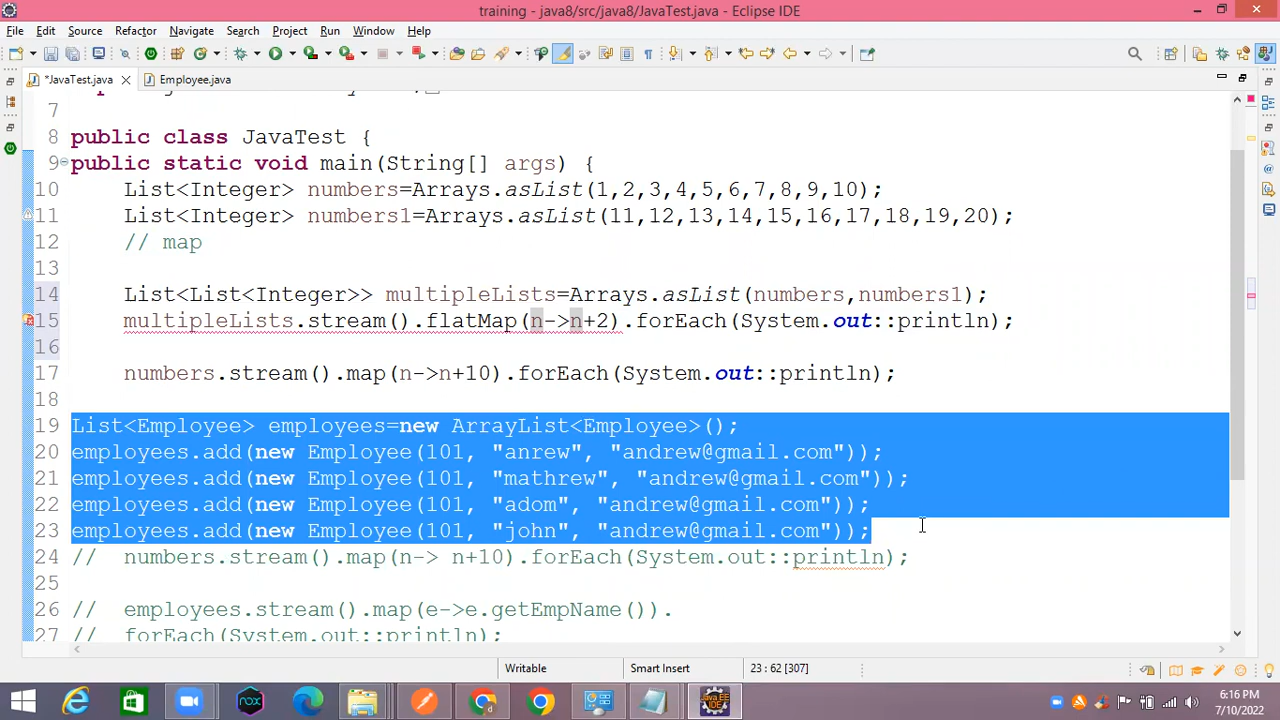 training - java8/src/java8/JavaTest.java - Eclipse IDE
File Edit Source Refactor Navigate Search Project Run Window Help
*JavaTest.java Employee.java
7
8 public class JavaTest {
9 public static void main(String[] args) {
10 List<Integer> numbers=Arrays.asList(1,2,3,4,5,6,7,8,9,10);
11 List<Integer> numbers1=Arrays.asList(11,12,13,14,15,16,17,18,19,20);
12 // map
13
14 List<List<Integer>> multipleLists=Arrays.asList(numbers,numbers1);
15 multipleLists.stream().flatMap(n->n+2).forEach(System.out::println);
16
17 numbers.stream().map(n->n+10).forEach(System.out::println);
18
19 List<Employee> employees=new ArrayList<Employee>();
20 employees.add(new Employee(101, "anrew", "andrew@gmail.com"));
21 employees.add(new Employee(101, "mathrew", "andrew@gmail.com"));
22 employees.add(new Employee(101, "adom", "andrew@gmail.com"));
23 employees.add(new Employee(101, "john", "andrew@gmail.com"));
24 // numbers.stream().map(n-> n+10).forEach(System.out::println);
25
26 // employees.stream().map(e->e.getEmpName()).
27 // forEach(System.out::println);
Writable Smart Insert 23 : 62 [307]
nox
Java EE
IDE
6:16 PM
7/10/2022